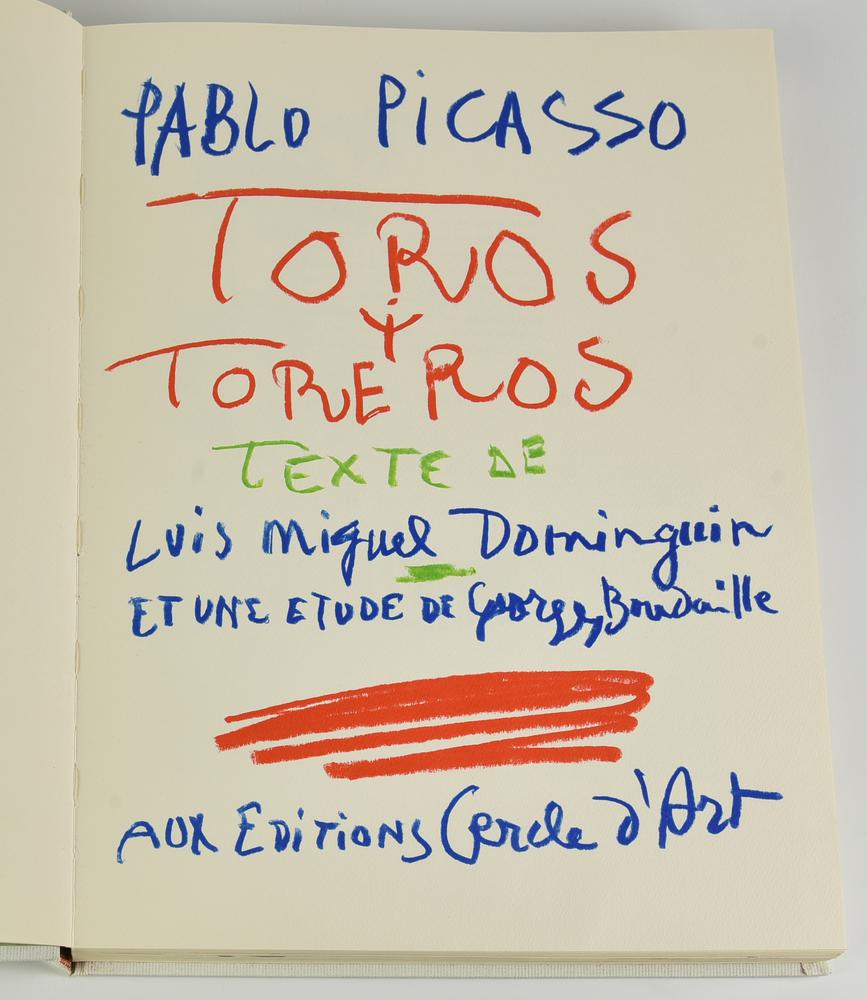 PABLO PiCASSO
TOROS
Y
TOREROS
TEXTE DE
Luis Miguel Dominguin
ET UNE ETUDE DE Georges Boudaille
AUX EDiTiONS Cercle d'Art